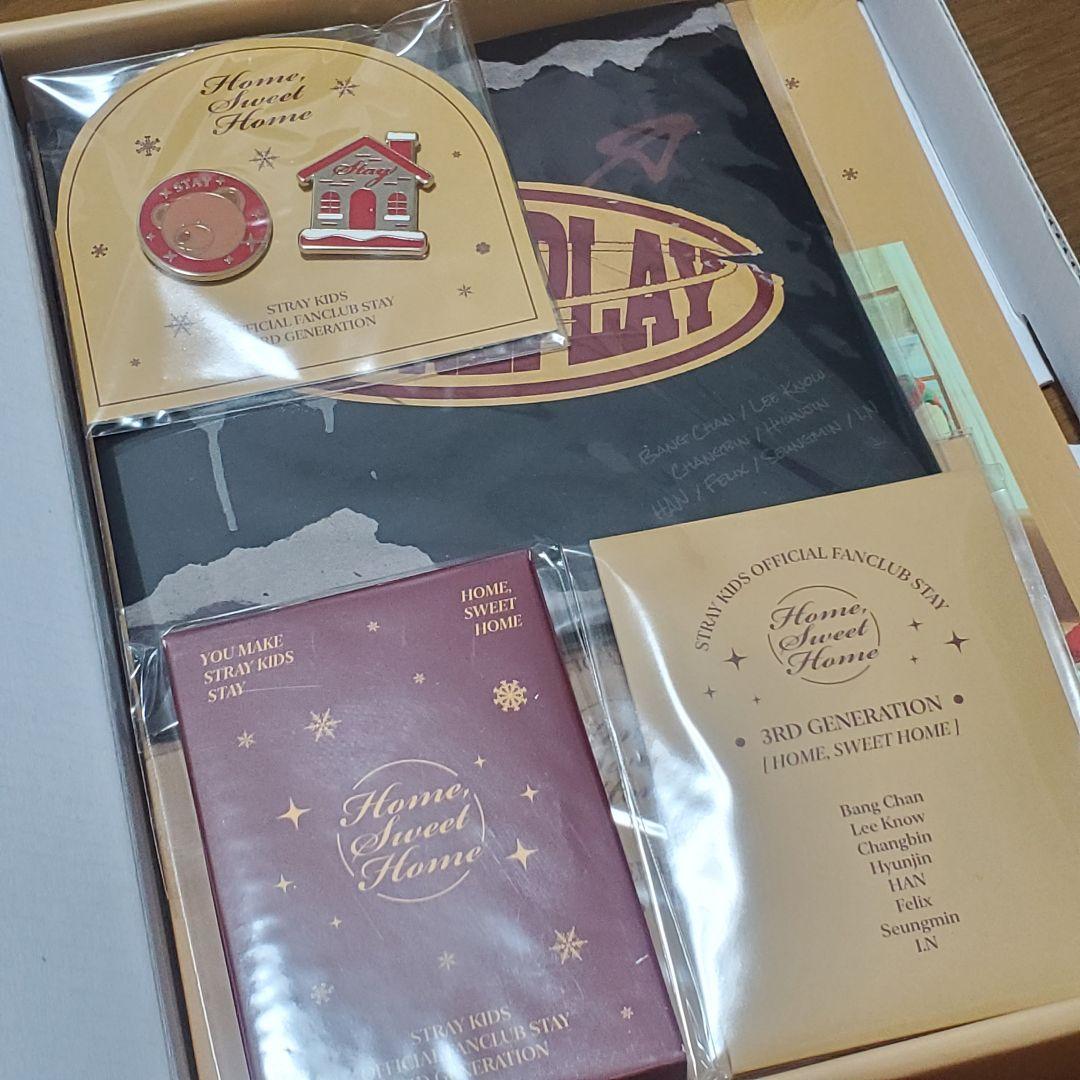 Home,
Sweet
Home
STAY
Stay
STRAY KIDS
OFFICIAL FANCLUB STAY
3RD GENERATION
PLAY
BANG CHAN / LEE KNOW
CHANGBIN / HYUNJIN
HAN / FELIX / SEUNGMIN / I.N
YOU MAKE
STRAY KIDS
STAY
HOME,
SWEET
HOME
Home,
Sweet
Home
STRAY KIDS
OFFICIAL FANCLUB STAY
3RD GENERATION
STRAY KIDS OFFICIAL FANCLUB STAY
Home,
Sweet
Home
• 3RD GENERATION •
[ HOME, SWEET HOME ]
Bang Chan
Lee Know
Changbin
Hyunjin
HAN
Felix
Seungmin
I.N